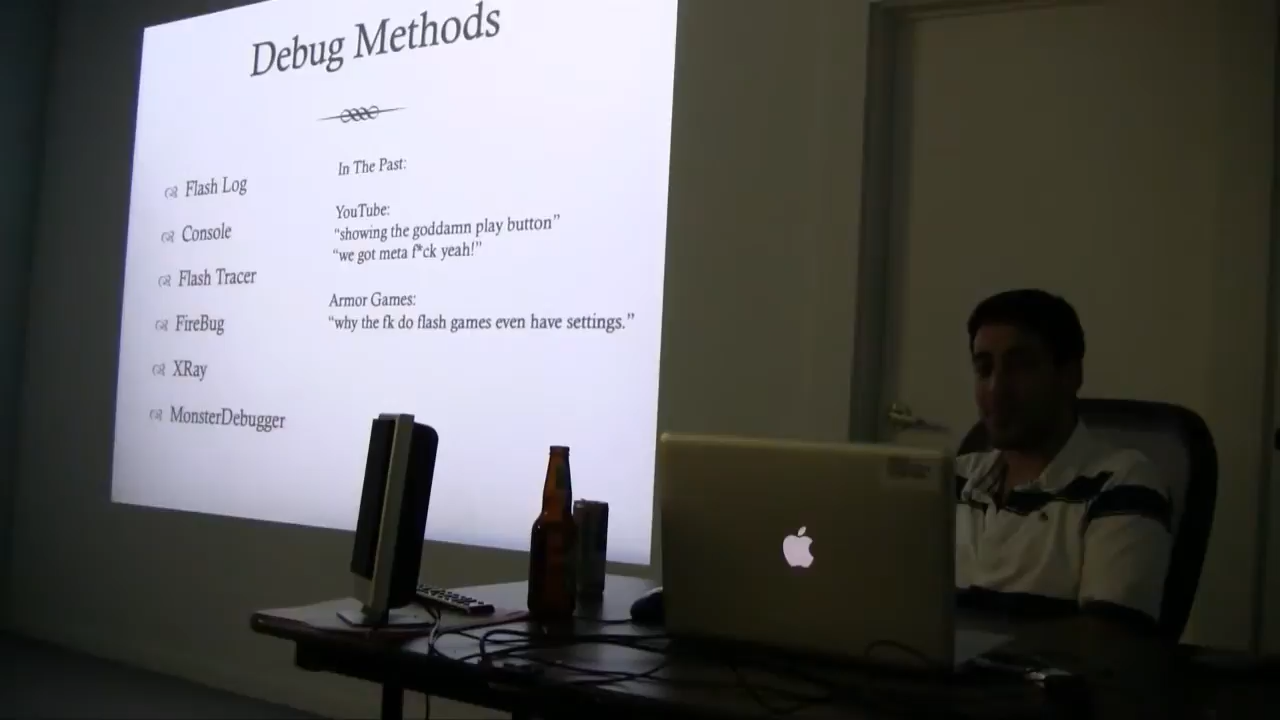 Debug Methods
Flash Log
Console
Flash Tracer
FireBug
XRay
MonsterDebugger
In The Past:
YouTube:
“showing the goddamn play button”
“we got meta f*ck yeah!”
Armor Games:
“why the fk do flash games even have settings.”